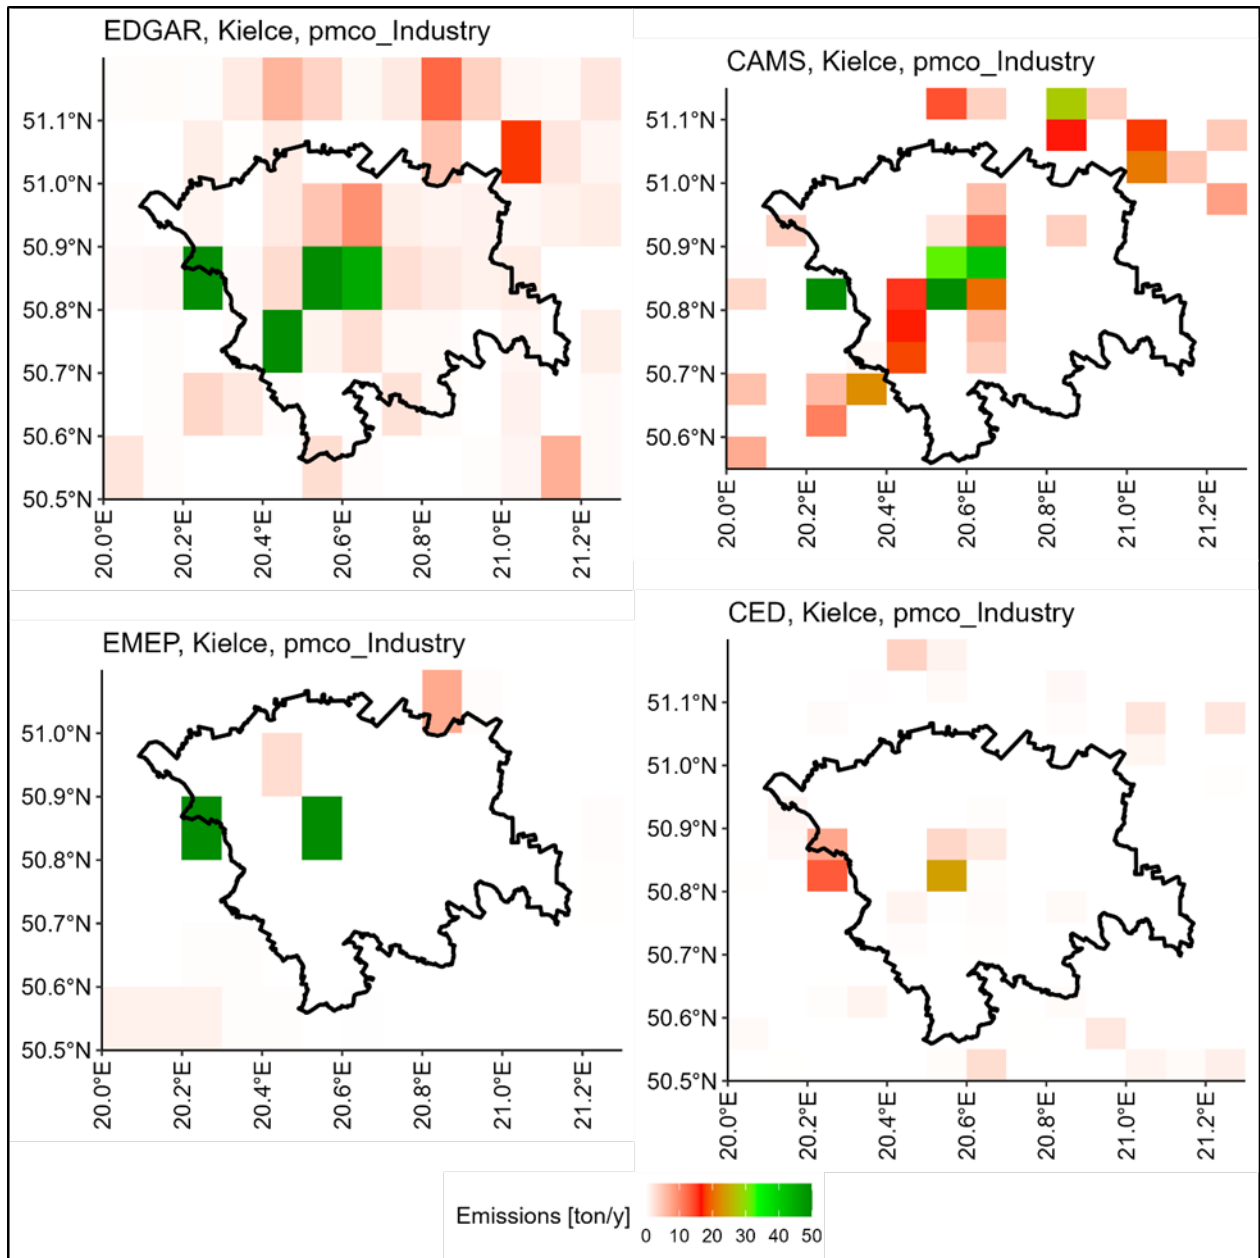 EDGAR, Kielce, pmco_Industry
51.1°N
51.0°N
50.9°N
50.8°N
50.7°N
50.6°N
50.5°N
20.0°E
20.2°E
20.4°E
20.6°E
20.8°E
21.0°E
21.2°E
CAMS, Kielce, pmco_Industry
51.1°N
51.0°N
50.9°N
50.8°N
50.7°N
50.6°N
20.0°E
20.2°E
20.4°E
20.6°E
20.8°E
21.0°E
21.2°E
EMEP, Kielce, pmco_Industry
51.0°N
50.9°N
50.8°N
50.7°N
50.6°N
50.5°N
20.0°E
20.2°E
20.4°E
20.6°E
20.8°E
21.0°E
21.2°E
CED, Kielce, pmco_Industry
51.1°N
51.0°N
50.9°N
50.8°N
50.7°N
50.6°N
50.5°N
20.0°E
20.2°E
20.4°E
20.6°E
20.8°E
21.0°E
21.2°E
Emissions [ton/y]
0 10 20 30 40 50